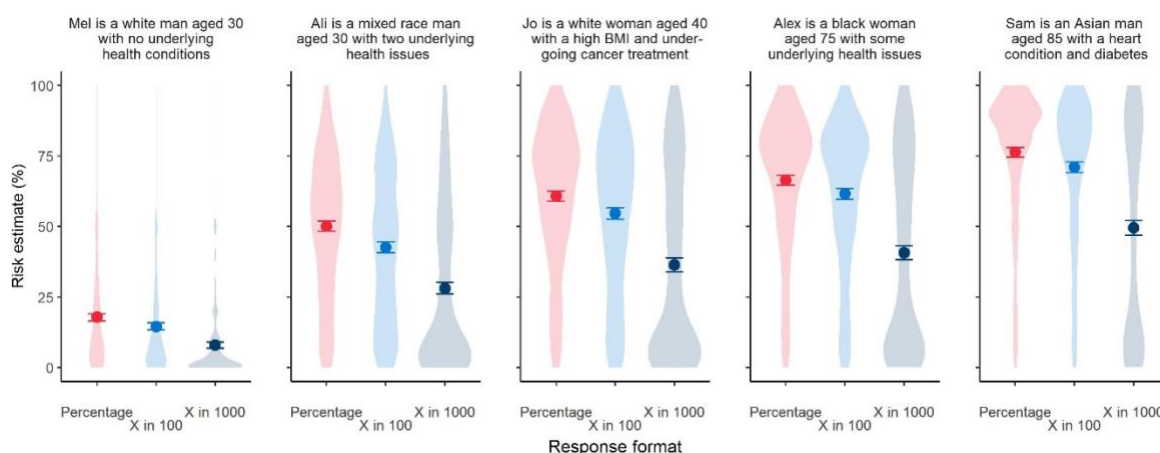 Mel is a white man aged 30
with no underlying
health conditions
Ali is a mixed race man
aged 30 with two underlying
health issues
Jo is a white woman aged 40
with a high BMI and under-
going cancer treatment
Alex is a black woman
aged 75 with some
underlying health issues
Sam is an Asian man
aged 85 with a heart
condition and diabetes
Risk estimate (%)
100
75
50
25
0
Percentage X in 1000
X in 100
Percentage X in 1000
X in 100
Percentage X in 1000
X in 100
Percentage X in 1000
X in 100
Percentage X in 1000
X in 100
Response format